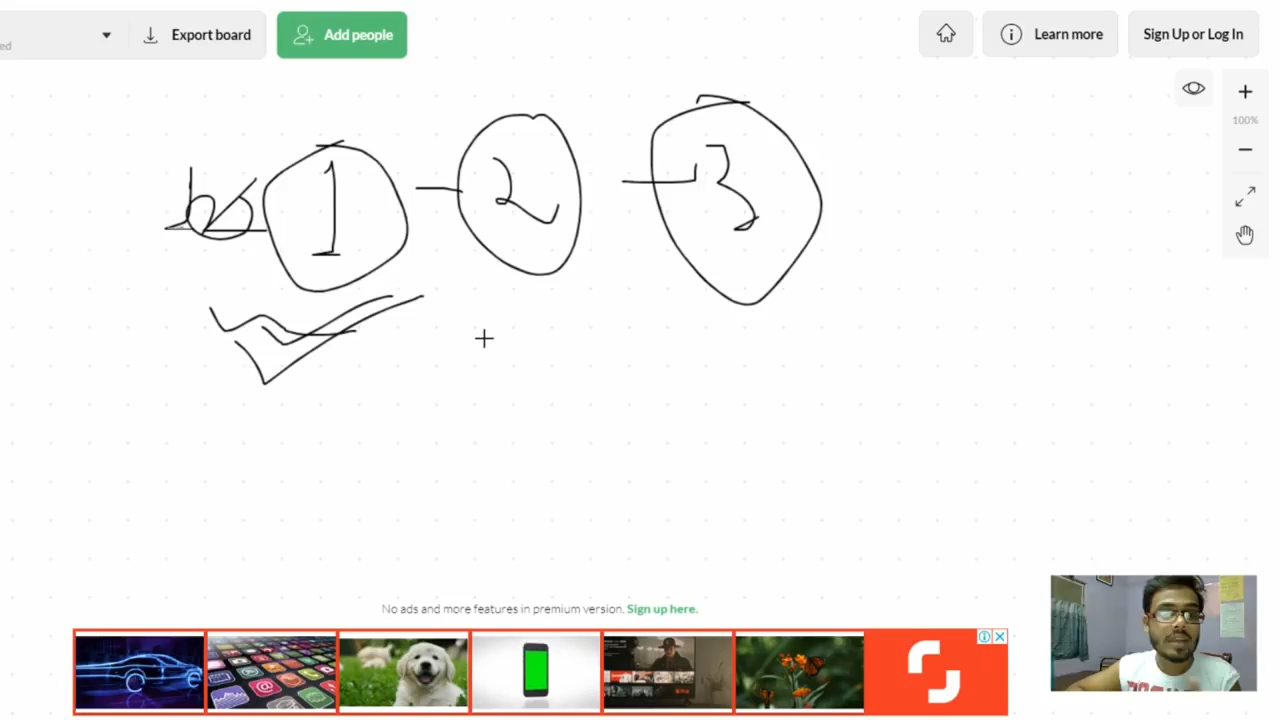 Export board
Add people
Learn more
Sign Up or Log In
ed
100%
1 - 2 - 3
No ads and more features in premium version. Sign up here.